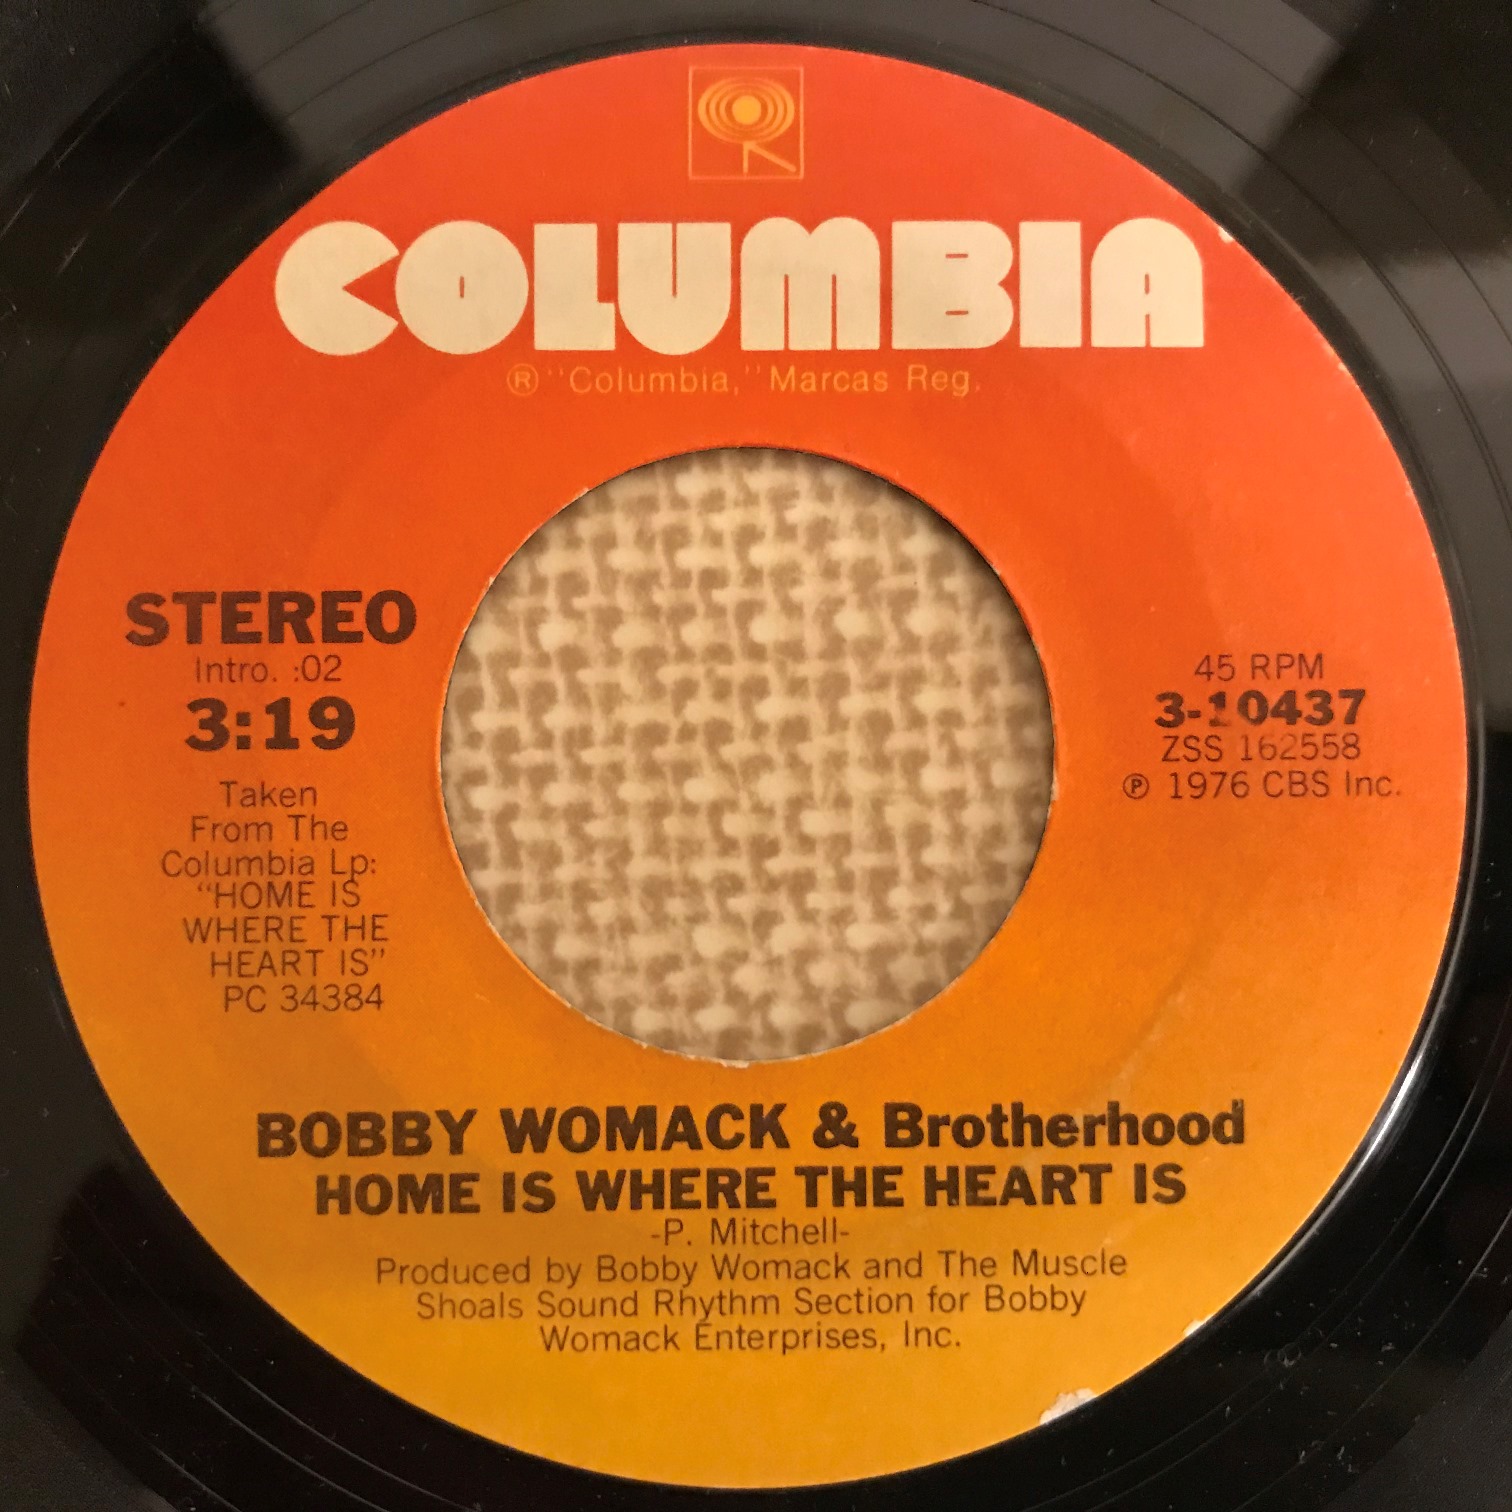 COLUMBIA
® "Columbia," Marcas Reg.
STEREO
Intro. :02
3:19
Taken
From The
Columbia Lp:
"HOME IS
WHERE THE
HEART IS"
PC 34384
45 RPM
3-10437
ZSS 162558
℗ 1976 CBS Inc.
BOBBY WOMACK & Brotherhood
HOME IS WHERE THE HEART IS
-P. Mitchell-
Produced by Bobby Womack and The Muscle
Shoals Sound Rhythm Section for Bobby
Womack Enterprises, Inc.